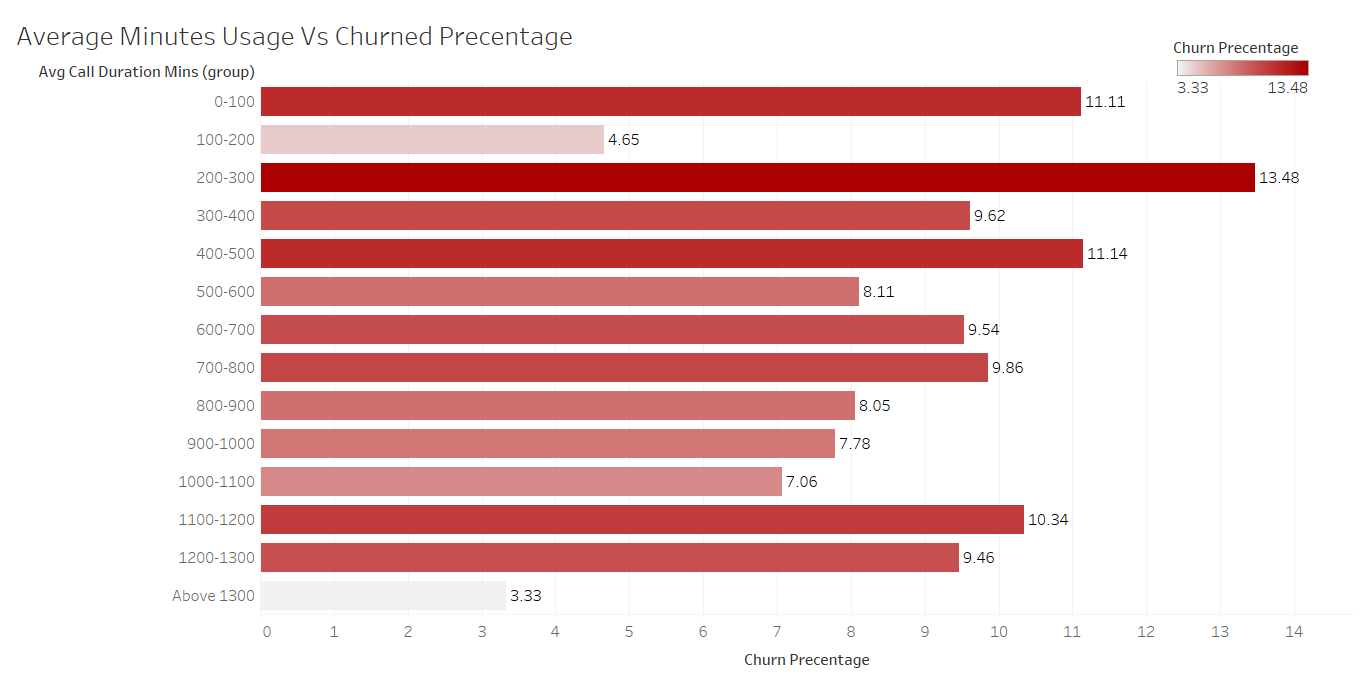 Average Minutes Usage Vs Churned Precentage
Churn Precentage
3.33 13.48
Avg Call Duration Mins (group)
0-100 11.11
100-200 4.65
200-300 13.48
300-400 9.62
400-500 11.14
500-600 8.11
600-700 9.54
700-800 9.86
800-900 8.05
900-1000 7.78
1000-1100 7.06
1100-1200 10.34
1200-1300 9.46
Above 1300 3.33
0 1 2 3 4 5 6 7 8 9 10 11 12 13 14
Churn Precentage